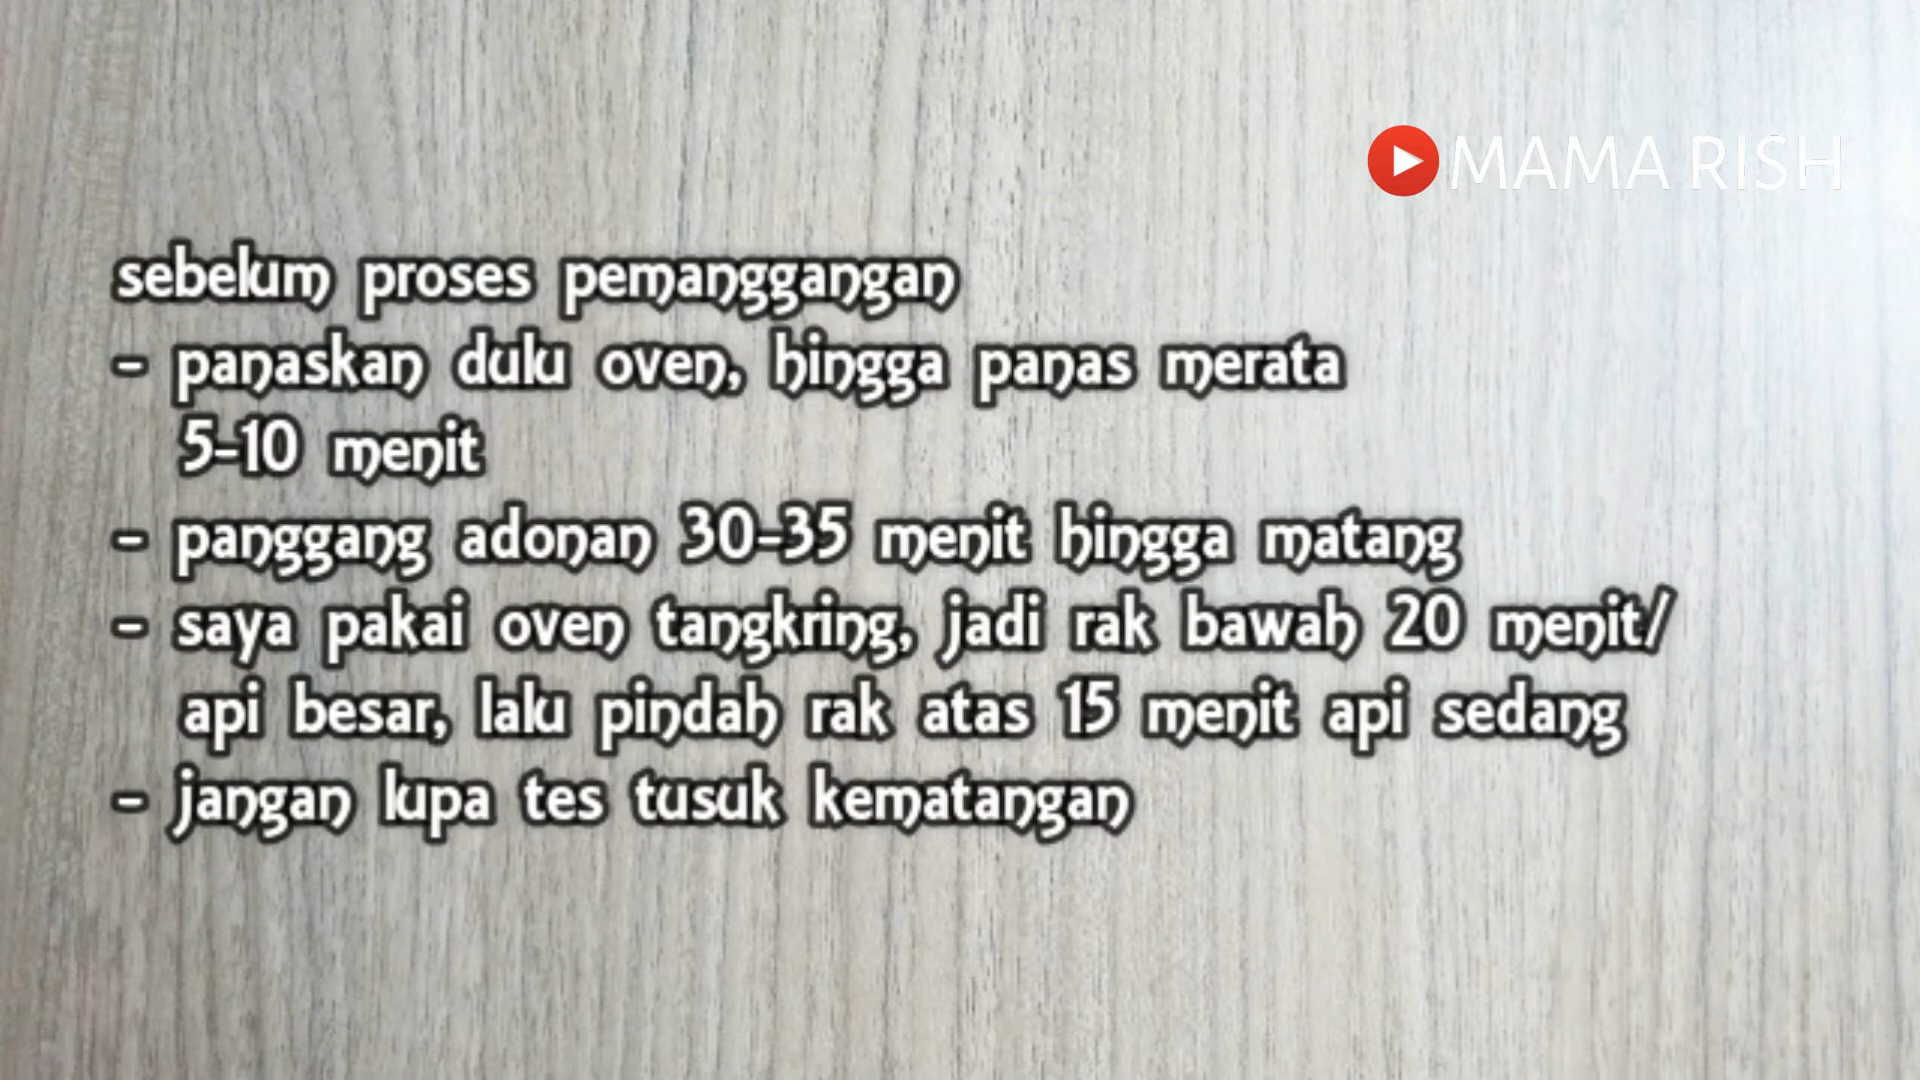 MAMA RISH
sebelum proses pemanggangan
- panaskan dulu oven, hingga panas merata
5-10 menit
- panggang adonan 30-35 menit hingga matang
- saya pakai oven tangkring, jadi rak bawah 20 menit/
api besar, lalu pindah rak atas 15 menit api sedang
- jangan lupa tes tusuk kematangan